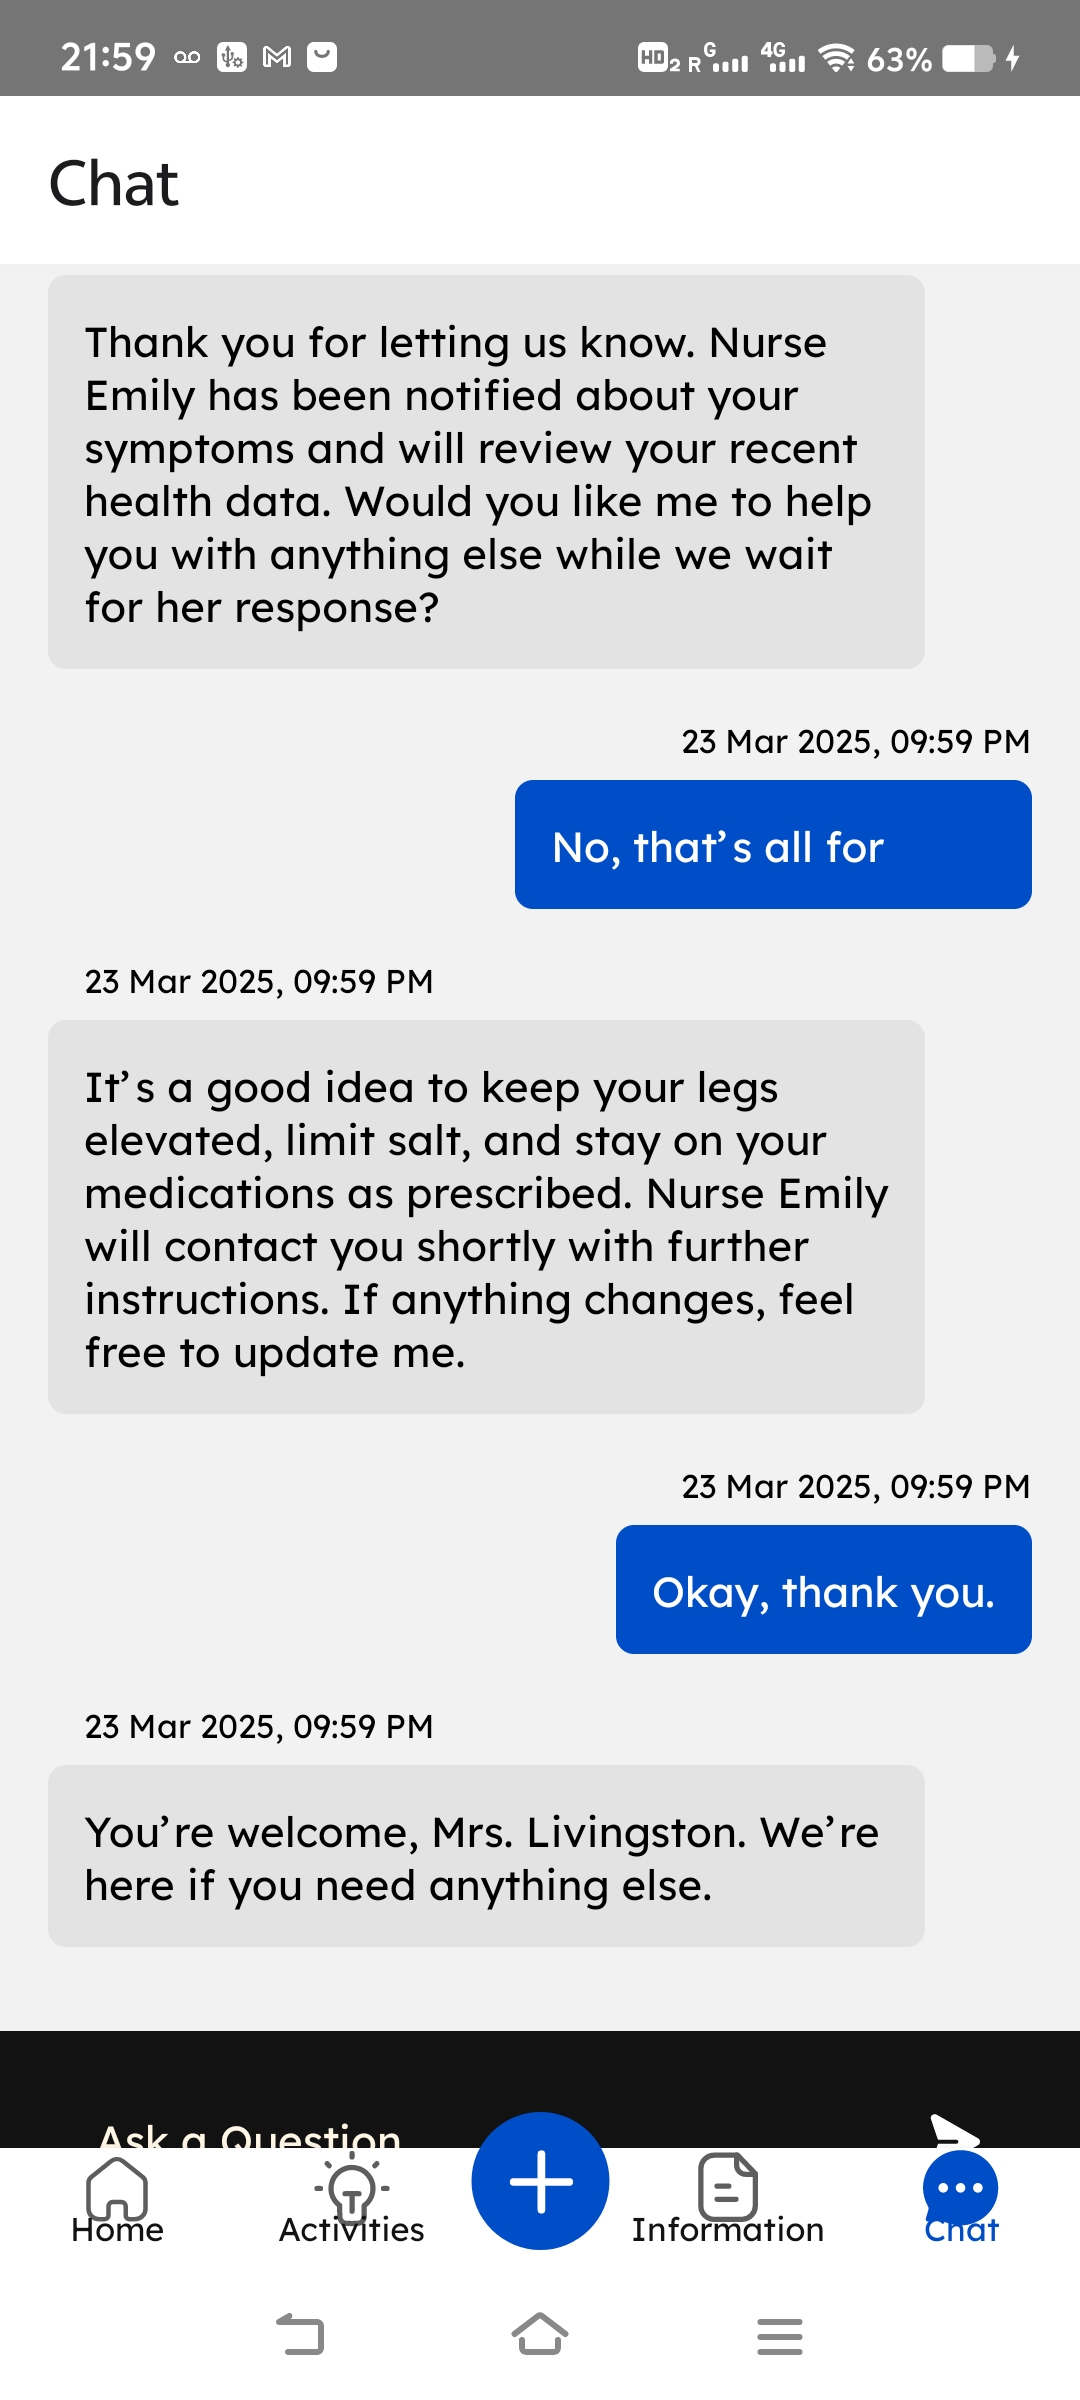 21:59 HD 2 R G 4G 63%
Chat
Thank you for letting us know. Nurse
Emily has been notified about your
symptoms and will review your recent
health data. Would you like me to help
you with anything else while we wait
for her response?
23 Mar 2025, 09:59 PM
No, that’s all for
23 Mar 2025, 09:59 PM
It’s a good idea to keep your legs
elevated, limit salt, and stay on your
medications as prescribed. Nurse Emily
will contact you shortly with further
instructions. If anything changes, feel
free to update me.
23 Mar 2025, 09:59 PM
Okay, thank you.
23 Mar 2025, 09:59 PM
You’re welcome, Mrs. Livingston. We’re
here if you need anything else.
Ask a Question
Home Activities Information Chat